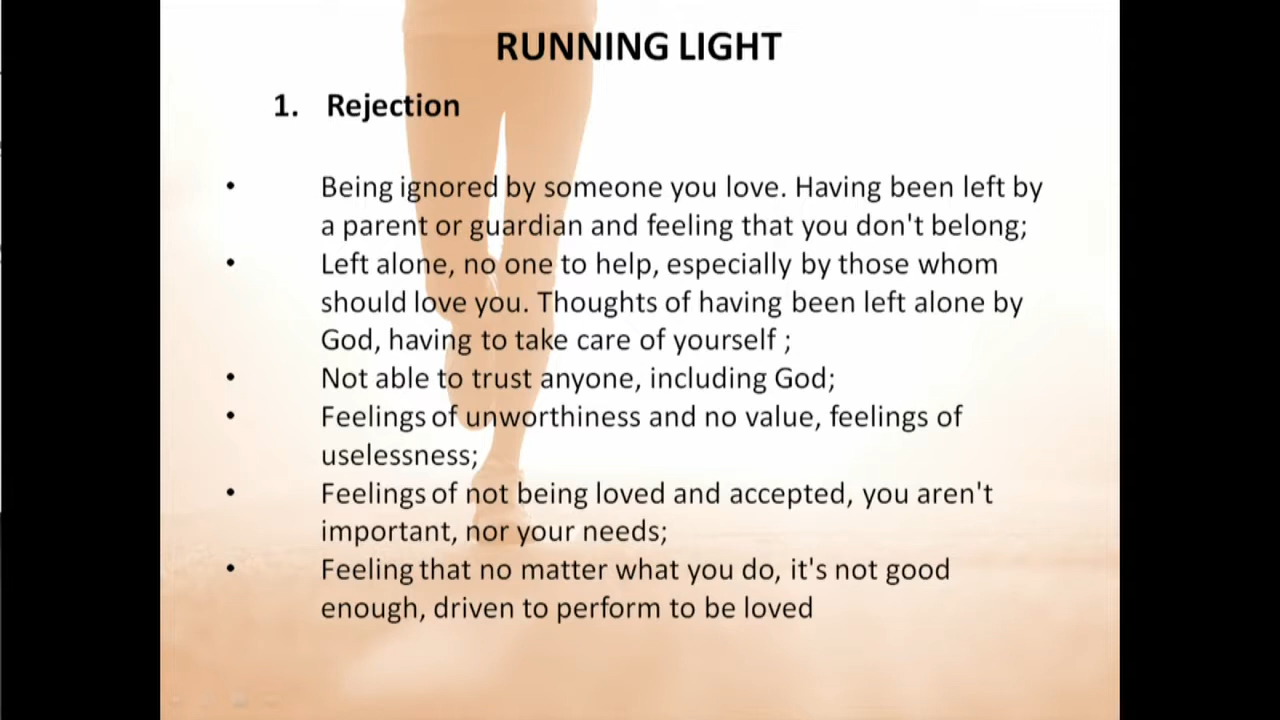 RUNNING LIGHT
1. Rejection
• Being ignored by someone you love. Having been left by
a parent or guardian and feeling that you don't belong;
• Left alone, no one to help, especially by those whom
should love you. Thoughts of having been left alone by
God, having to take care of yourself ;
• Not able to trust anyone, including God;
• Feelings of unworthiness and no value, feelings of
uselessness;
• Feelings of not being loved and accepted, you aren't
important, nor your needs;
• Feeling that no matter what you do, it's not good
enough, driven to perform to be loved